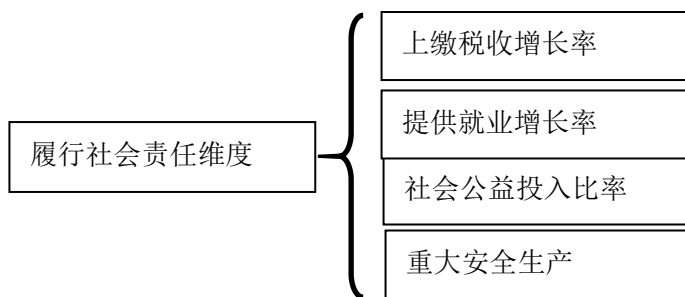 履行社会责任维度
上缴税收增长率
提供就业增长率
社会公益投入比率
重大安全生产